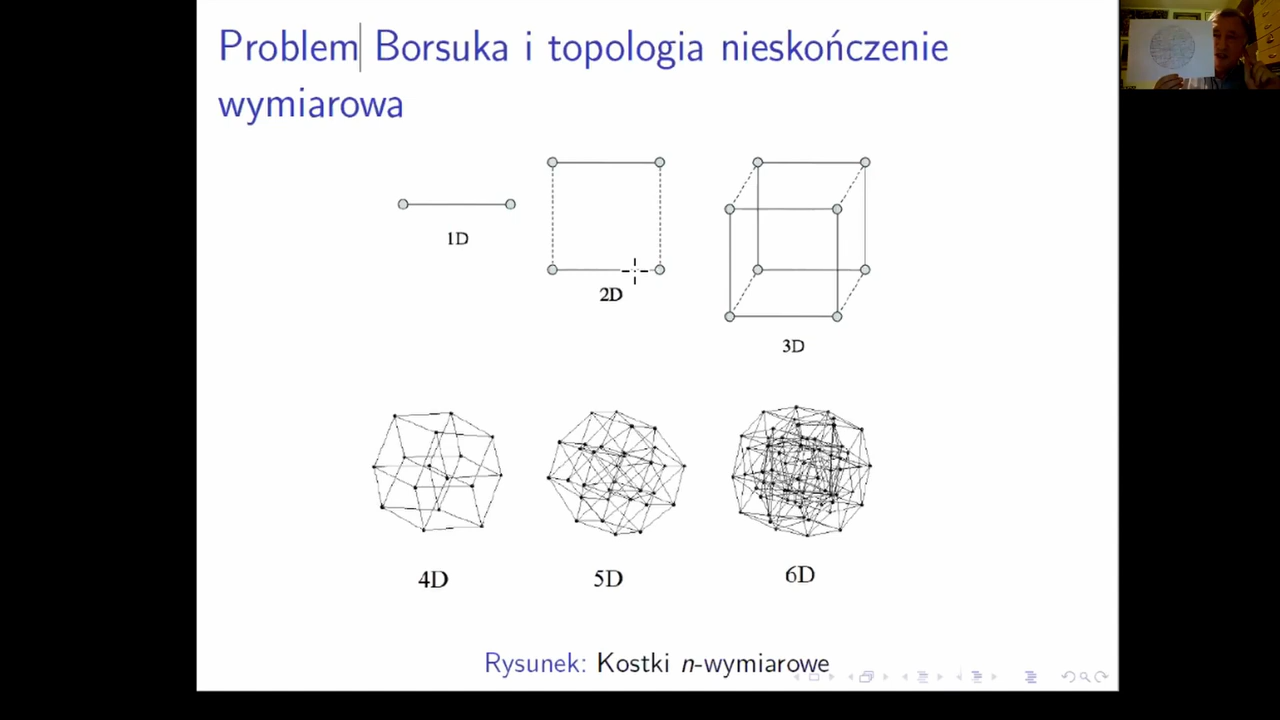 Problem Borsuka i topologia nieskończenie
wymiarowa
1D
2D
3D
4D
5D
6D
Rysunek: Kostki n-wymiarowe